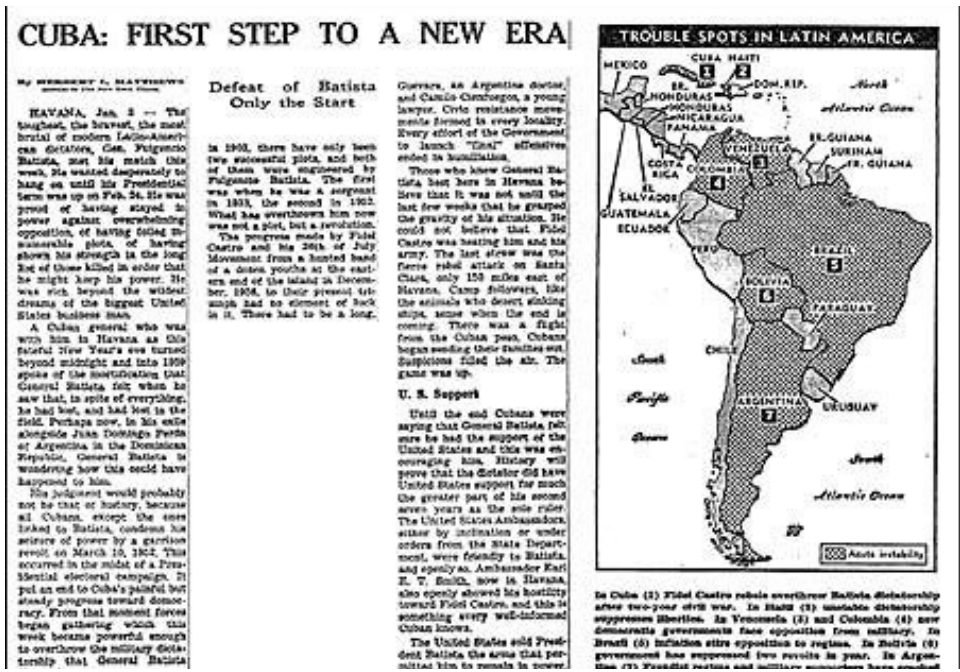 CUBA: FIRST STEP TO A NEW ERA
By HERBERT L. MATTHEWS
HAVANA, Jan. 2 — The
toughest, the bravest, the most
brutal of modern Latin-Ameri-
can dictators, Gen. Fulgencio
Batista, met his match this
week. He wanted desperately to
hang on until his Presidential
term was up on Feb. 24. He was
proud of having stayed in
power against overwhelming
opposition, of having foiled in-
numerable plots, of having
shown his strength in the long
list of those killed in order that
he might keep his power. He
was rich beyond the wildest
dreams of the biggest United
States business man.
A Cuban general who was
with him in Havana as this
fateful New Year's eve turned
beyond midnight and into 1959
spoke of the mortification that
General Batista felt when he
saw that, in spite of everything,
he had lost, and had lost in the
field. Perhaps now, in his exile
alongside Juan Domingo Perón
of Argentina in the Dominican
Republic, General Batista is
wondering how this could have
happened to him.
His judgment would probably
not be that of history, because
all Cubans, except the ones
linked to Batista, condemn his
seizure of power by a garrison
revolt on March 10, 1952. This
occurred in the midst of a Presi-
dential electoral campaign. It
put an end to Cuba's painful but
steady progress toward democ-
racy. From that moment forces
began gathering which this
week became powerful enough
to overthrow the military dicta-
torship that General Batista
Defeat of Batista
Only the Start
in 1902, there have only been
two successful plots, and both
of them were engineered by
Fulgencio Batista. The first
was when he was a sergeant
in 1933, the second in 1952.
What has overthrown him now
was not a plot, but a revolution.
The progress made by Fidel
Castro and his 26th of July
Movement from a hunted band
of a dozen youths at the east-
ern end of the island in Decem-
ber, 1956, to their present tri-
umph had no element of luck
in it. There had to be a long,
Guevara, an Argentine doctor,
and Camilo Cienfuegos, a young
lawyer. Civic resistance move-
ments formed in every locality.
Every effort of the Government
to launch "final" offensives
ended in humiliation.
Those who knew General Ba-
tista best here in Havana be-
lieve that it was not until the
last few weeks that he grasped
the gravity of his situation. He
could not believe that Fidel
Castro was beating him and his
army. The last straw was the
fierce rebel attack on Santa
Clara, only 150 miles east of
Havana. Camp followers, like
the animals who desert sinking
ships, sense when the end is
coming. There was a flight
from the Cuban peso, Cubans
began sending their families out.
Suspicions filled the air. The
game was up.
U. S. Support
Until the end Cubans were
saying that General Batista felt
sure he had the support of the
United States and this was en-
couraging him. History will
prove that the dictator did have
United States support for much
the greater part of his second
seven years as the sole ruler.
The United States Ambassadors,
either by inclination or under
orders from the State Depart-
ment, were friendly to Batista,
and openly so. Ambassador Earl
E. T. Smith, now in Havana,
also openly showed his hostility
toward Fidel Castro, and this is
something every well-informed
Cuban knows.
The United States sold Presi-
dent Batista the arms that per-
mitted him to remain in power
TROUBLE SPOTS IN LATIN AMERICA
MEXICO
CUBA
1
HAITI
2
DOM. REP.
BR. HONDURAS
HONDURAS
NICARAGUA
PANAMA
North
Atlantic Ocean
VENEZUELA
3
BR. GUIANA
SURINAM
FR. GUIANA
COSTA RICA
COLOMBIA
4
EL SALVADOR
GUATEMALA
ECUADOR
PERU
BRAZIL
5
BOLIVIA
6
PARAGUAY
CHILE
South
Pacific
Ocean
ARGENTINA
7
URUGUAY
South
Atlantic Ocean
Acute instability
In Cuba (1) Fidel Castro rebels overthrow Batista dictatorship
after two-year civil war. In Haiti (2) unstable dictatorship
suppresses liberties. In Venezuela (3) and Colombia (4) new
democratic governments face opposition from military. In
Brazil (5) inflation stirs opposition to regime. In Bolivia (6)
government has suppressed two revolts in year. In Argen-
tina (7) Frondizi regime and military